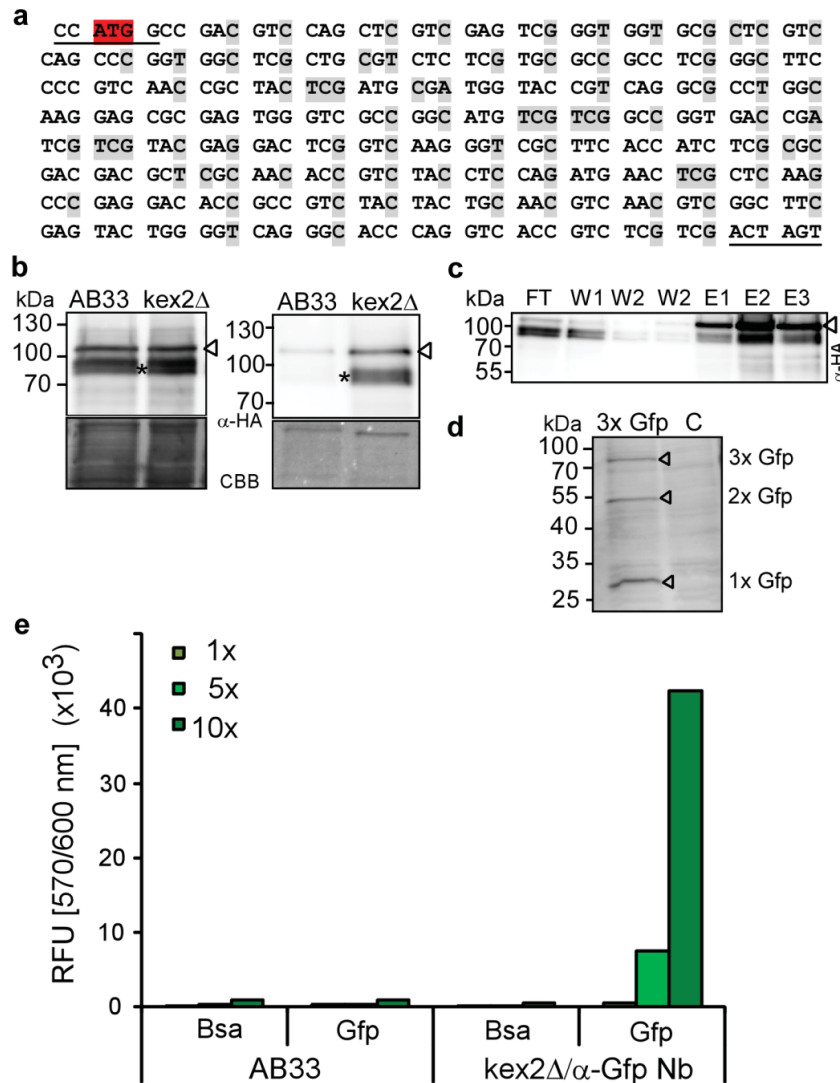 a
CC ATG GCC GAC GTC CAG CTC GTC GAG TCG GGT GGT GCG CTC GTC
CAG CCC GGT GGC TCG CTG CGT CTC TCG TGC GCC GCC TCG GGC TTC
CCC GTC AAC CGC TAC TCG ATG CGA TGG TAC CGT CAG GCG CCT GGC
AAG GAG CGC GAG TGG GTC GCC GGC ATG TCG TCG GCC GGT GAC CGA
TCG TCG TAC GAG GAC TCG GTC AAG GGT CGC TTC ACC ATC TCG CGC
GAC GAC GCT CGC AAC ACC GTC TAC CTC CAG ATG AAC TCG CTC AAG
CCC GAG GAC ACC GCC GTC TAC TAC TGC AAC GTC AAC GTC GGC TTC
GAG TAC TGG GGT CAG GGC ACC CAG GTC ACC GTC TCG TCG ACT AGT
b
kDa AB33 kex2Δ
130
100
70
*
AB33 kex2Δ
kDa
130
100
70
*
α-HA
CBB
c
kDa FT W1 W2 W2 E1 E2 E3
100
70
55
α-HA
d
kDa 3x Gfp C
100
70
55
40
35
25
3x Gfp
2x Gfp
1x Gfp
e
RFU [570/600 nm] (x10³)
1x
5x
10x
40
30
20
10
0
Bsa Gfp Bsa Gfp
AB33 kex2Δ/α-Gfp Nb